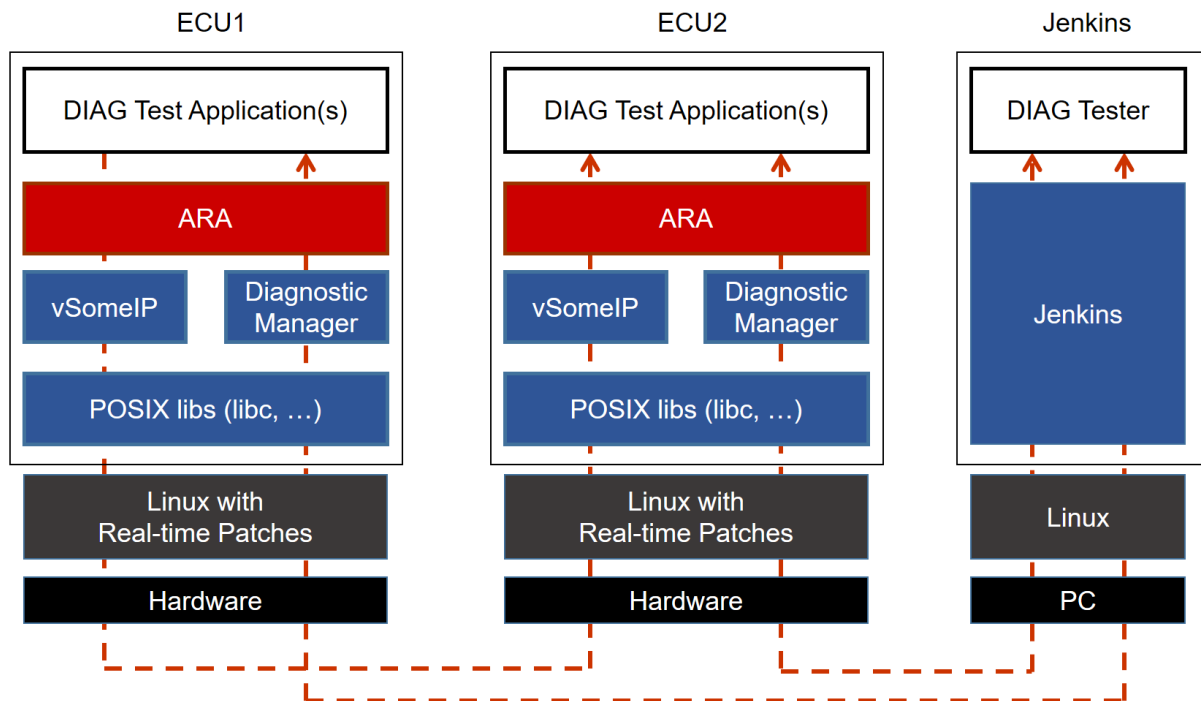 ECU1
ECU2
Jenkins
DIAG Test Application(s)
DIAG Test Application(s)
DIAG Tester
ARA
ARA
Jenkins
vSomeIP
Diagnostic
Manager
vSomeIP
Diagnostic
Manager
POSIX libs (libc, …)
POSIX libs (libc, …)
Linux with
Real-time Patches
Linux with
Real-time Patches
Linux
Hardware
Hardware
PC